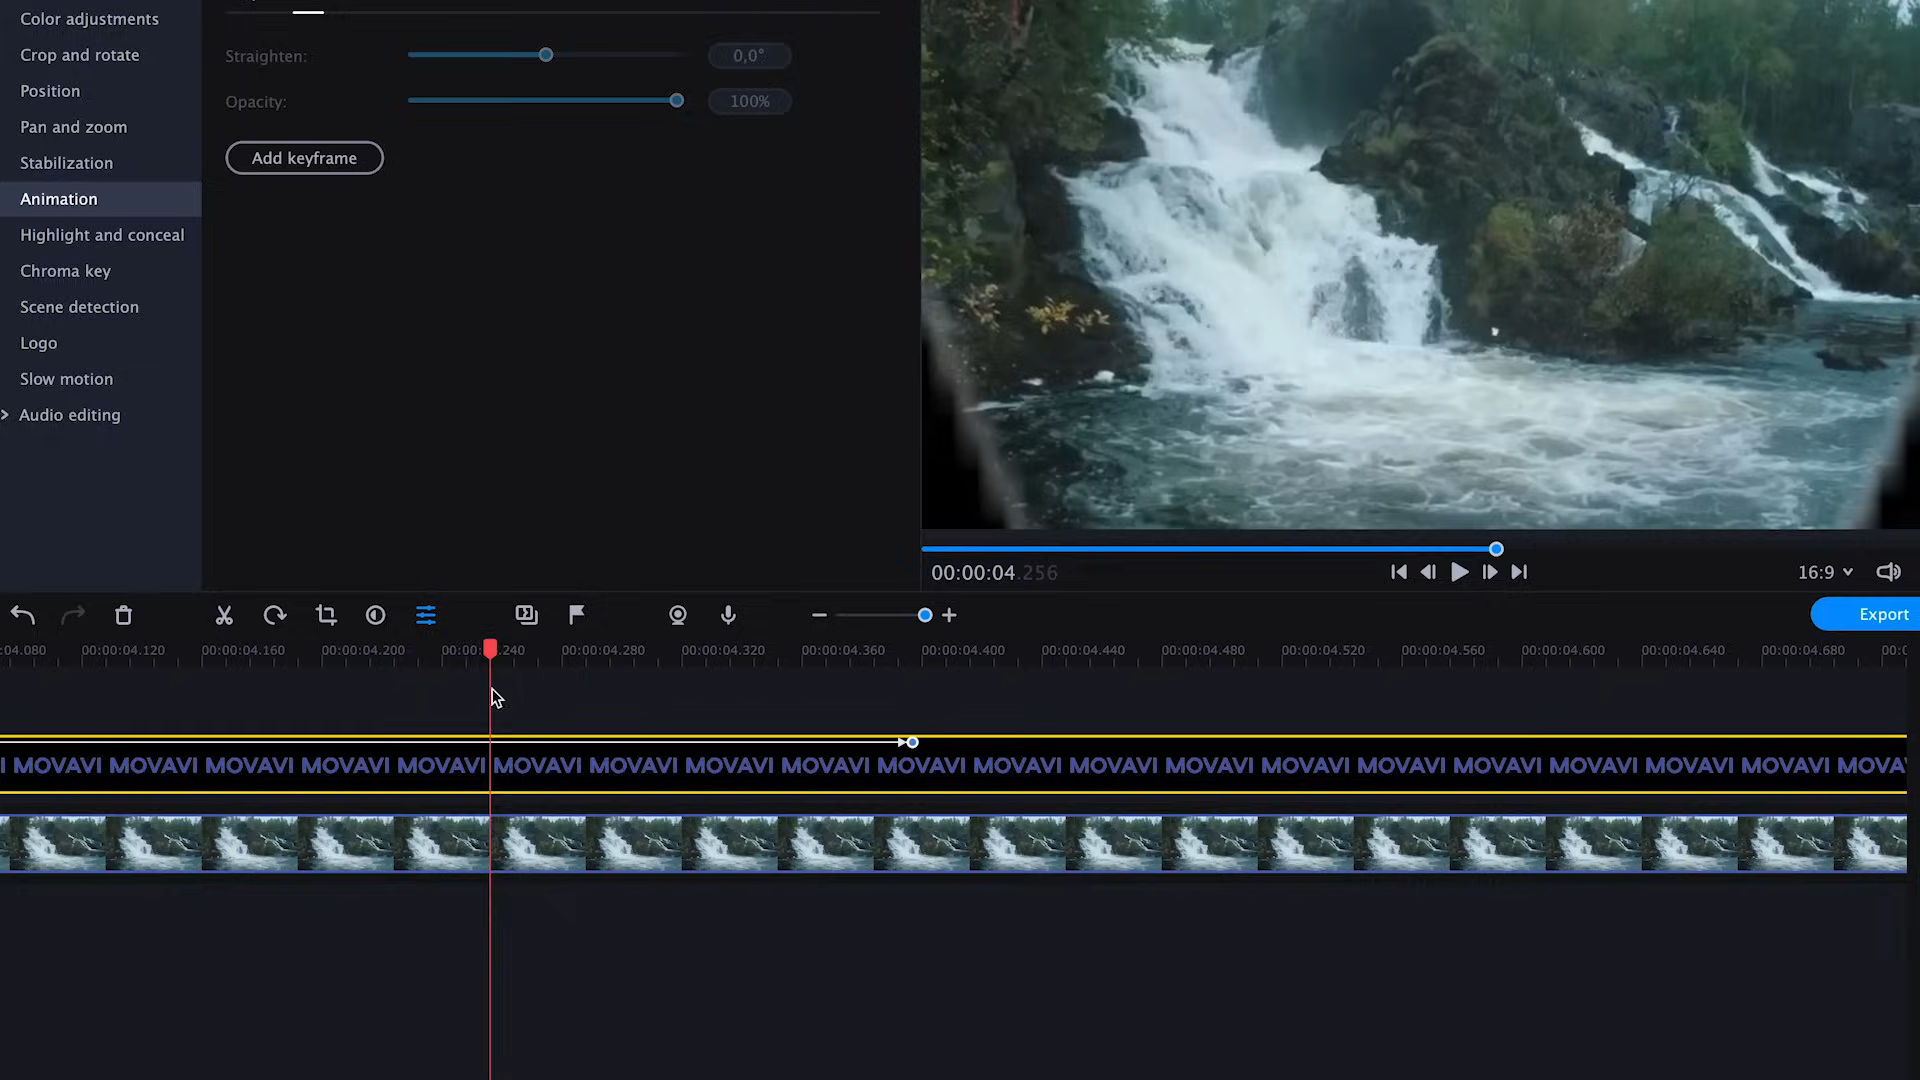 Color adjustments
Crop and rotate
Position
Pan and zoom
Stabilization
Animation
Highlight and conceal
Chroma key
Scene detection
Logo
Slow motion
Audio editing
Straighten:
0,0°
Opacity:
100%
Add keyframe
00:00:04.256
16:9
Export
:04.080 00:00:04.120 00:00:04.160 00:00:04.200 00:00: 240 00:00:04.280 00:00:04.320 00:00:04.360 00:00:04.400 00:00:04.440 00:00:04.480 00:00:04.520 00:00:04.560 00:00:04.600 00:00:04.640 00:00:04.680 00:0
I MOVAVI MOVAVI MOVAVI MOVAVI MOVAVI MOVAVI MOVAVI MOVAVI MOVAVI MOVAVI MOVAVI MOVAVI MOVAVI MOVAVI MOVAVI MOVAVI MOVAVI MOVAVI MOVAVI MOVA